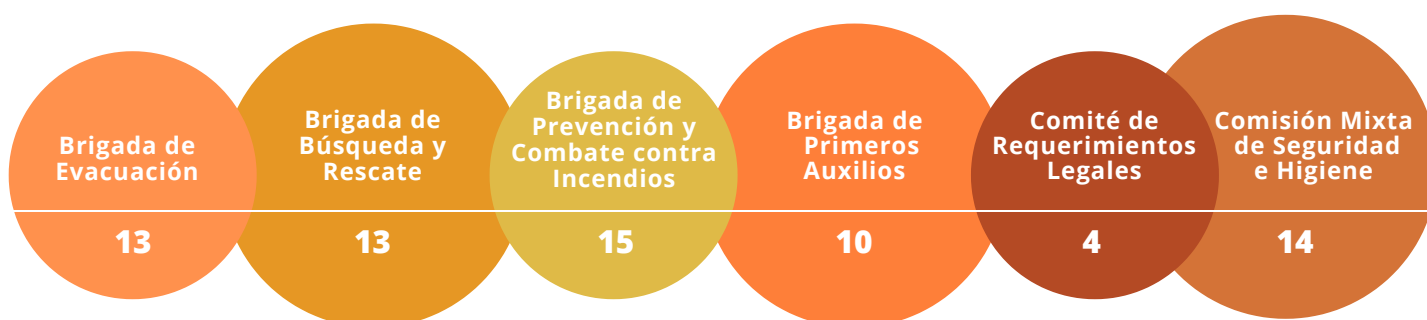 Brigada de
Evacuación
13
Brigada de
Búsqueda y
Rescate
13
Brigada de
Prevención y
Combate contra
Incendios
15
Brigada de
Primeros
Auxilios
10
Comité de
Requerimientos
Legales
4
Comisión Mixta
de Seguridad
e Higiene
14